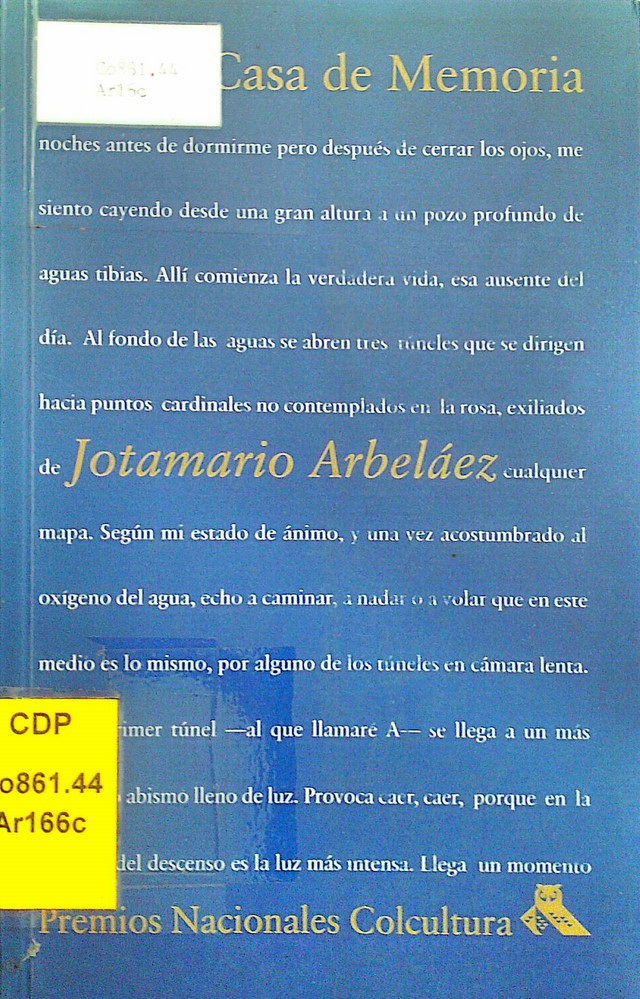 Co861.44
Ar16c
Casa de Memoria
noches antes de dormirme pero después de cerrar los ojos, me
siento cayendo desde una gran altura a un pozo profundo de
aguas tibias. Allí comienza la verdadera vida, esa ausente del
día. Al fondo de las aguas se abren tres túneles que se dirigen
hacia puntos cardinales no contemplados en la rosa, exiliados
de Jotamario Arbeláez cualquier
mapa. Según mi estado de ánimo, y una vez acostumbrado al
oxígeno del agua, echo a caminar, a nadar o a volar que en este
medio es lo mismo, por alguno de los túneles en cámara lenta.
rimer túnel —al que llamaré A-- se llega a un más
abismo lleno de luz. Provoca caer, caer, porque en la
del descenso es la luz más intensa. Llega un momento
CDP
o861.44
Ar166c
Premios Nacionales Colcultura